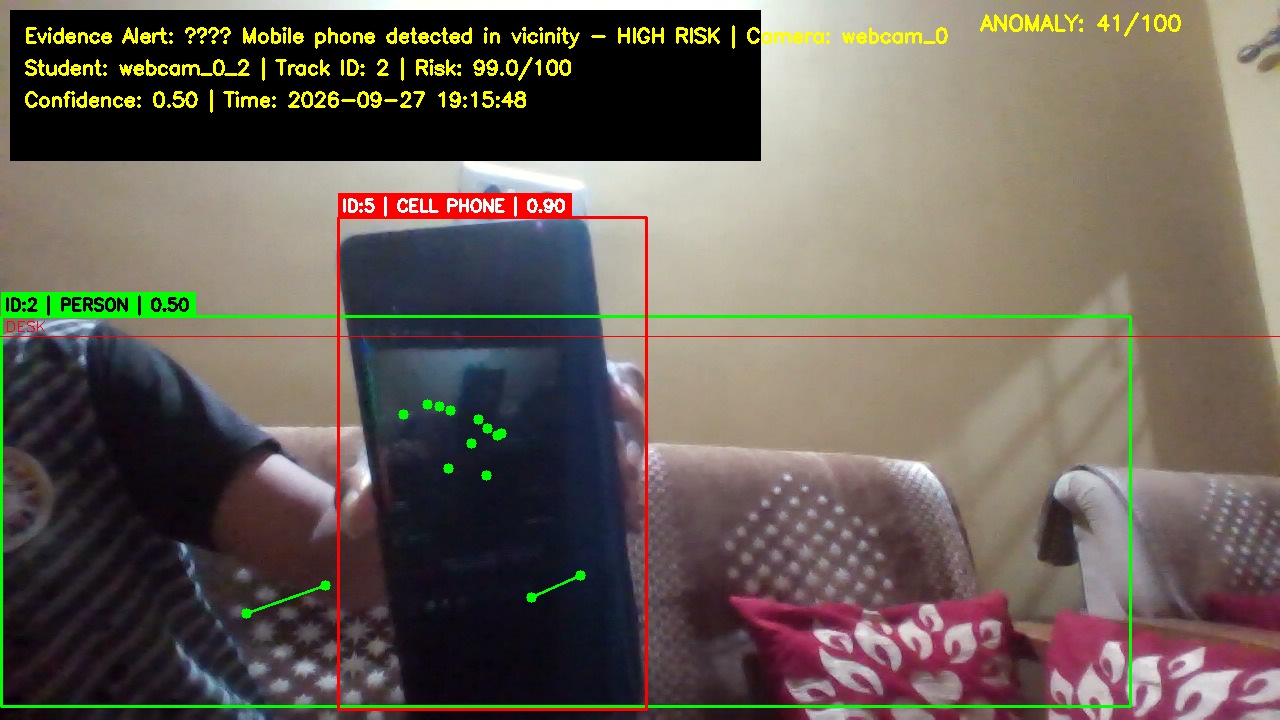 Evidence Alert: ???? Mobile phone detected in vicinity - HIGH RISK | Camera: webcam_0
ANOMALY: 41/100
Student: webcam_0_2 | Track ID: 2 | Risk: 99.0/100
Confidence: 0.50 | Time: 2026-09-27 19:15:48
ID:5 | CELL PHONE | 0.90
ID:2 | PERSON | 0.50
DESK